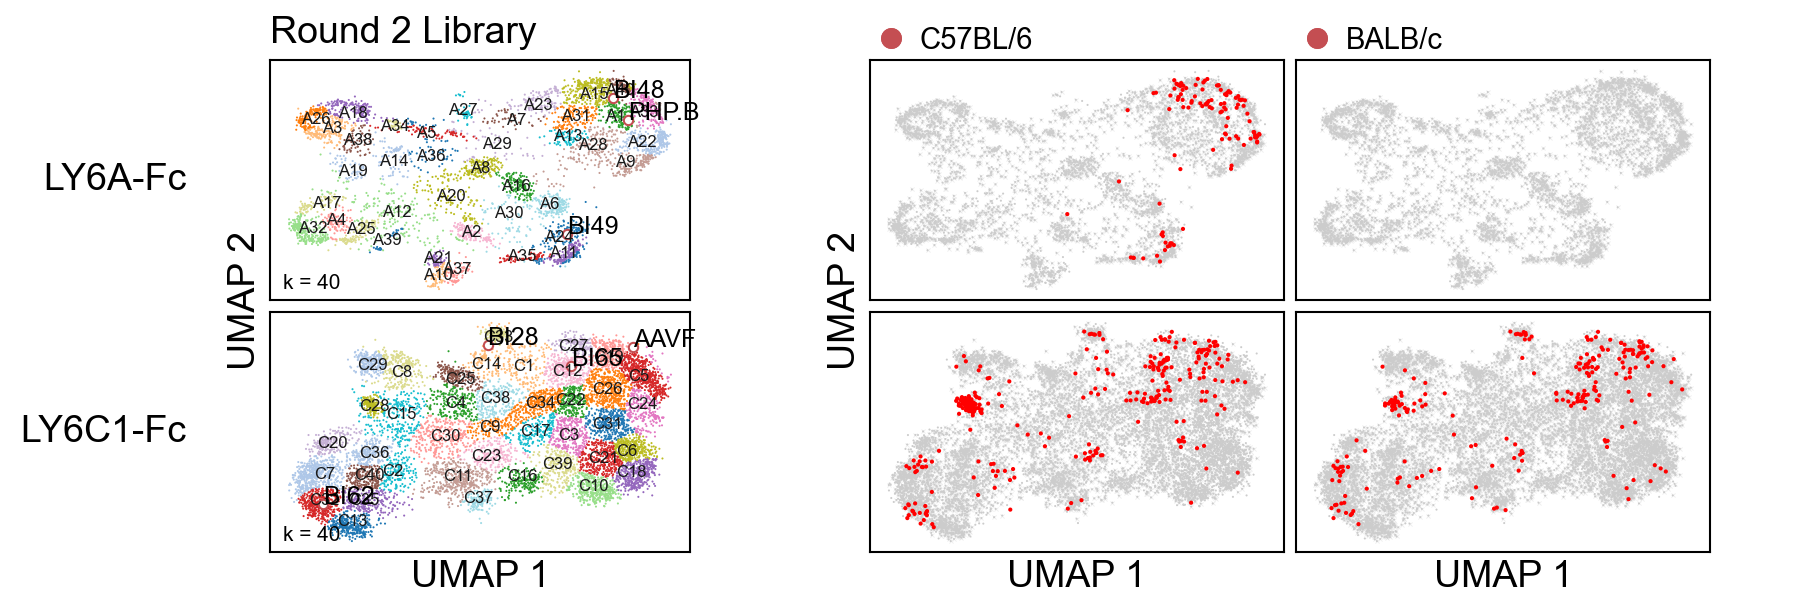 Round 2 Library
C57BL/6
BALB/c
LY6A-Fc
LY6C1-Fc
UMAP 2
UMAP 2
BI48
PHP.B
BI49
A15
A23
A27
A18
A26
A3
A38
A34
A5
A7
A31
A13
A28
A22
A9
A29
A36
A14
A19
A8
A16
A20
A6
A30
A17
A4
A32
A25
A12
A39
A2
A24
A11
A35
A21
A37
A10
k = 40
BI28
AAVF
BI65
BI62
C27
C29
C8
C14
C1
C12
C5
C25
C26
C38
C4
C34
C22
C24
C28
C15
C9
C17
C31
C30
C3
C20
C36
C23
C6
C21
C39
C18
C7
C40
C2
C11
C16
C10
C37
C13
k = 40
UMAP 1
UMAP 1
UMAP 1